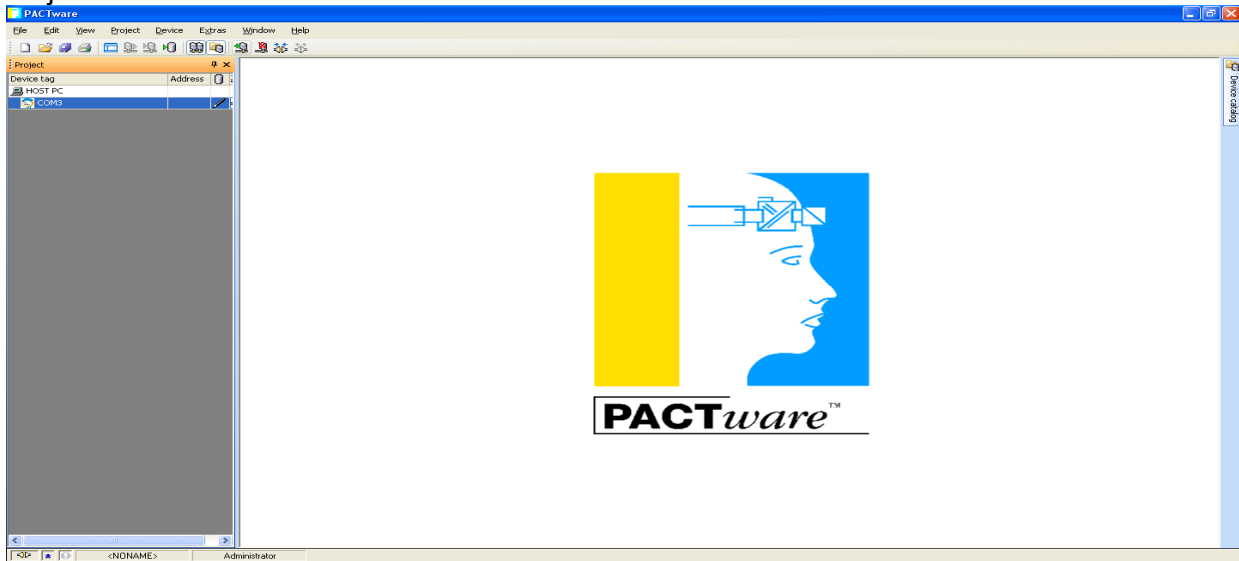 PACTware
File Edit View Project Device Extras Window Help
Project
Device tag Address
HOST PC
COM3
Device catalog
PACTware™
<NONAME> Administrator